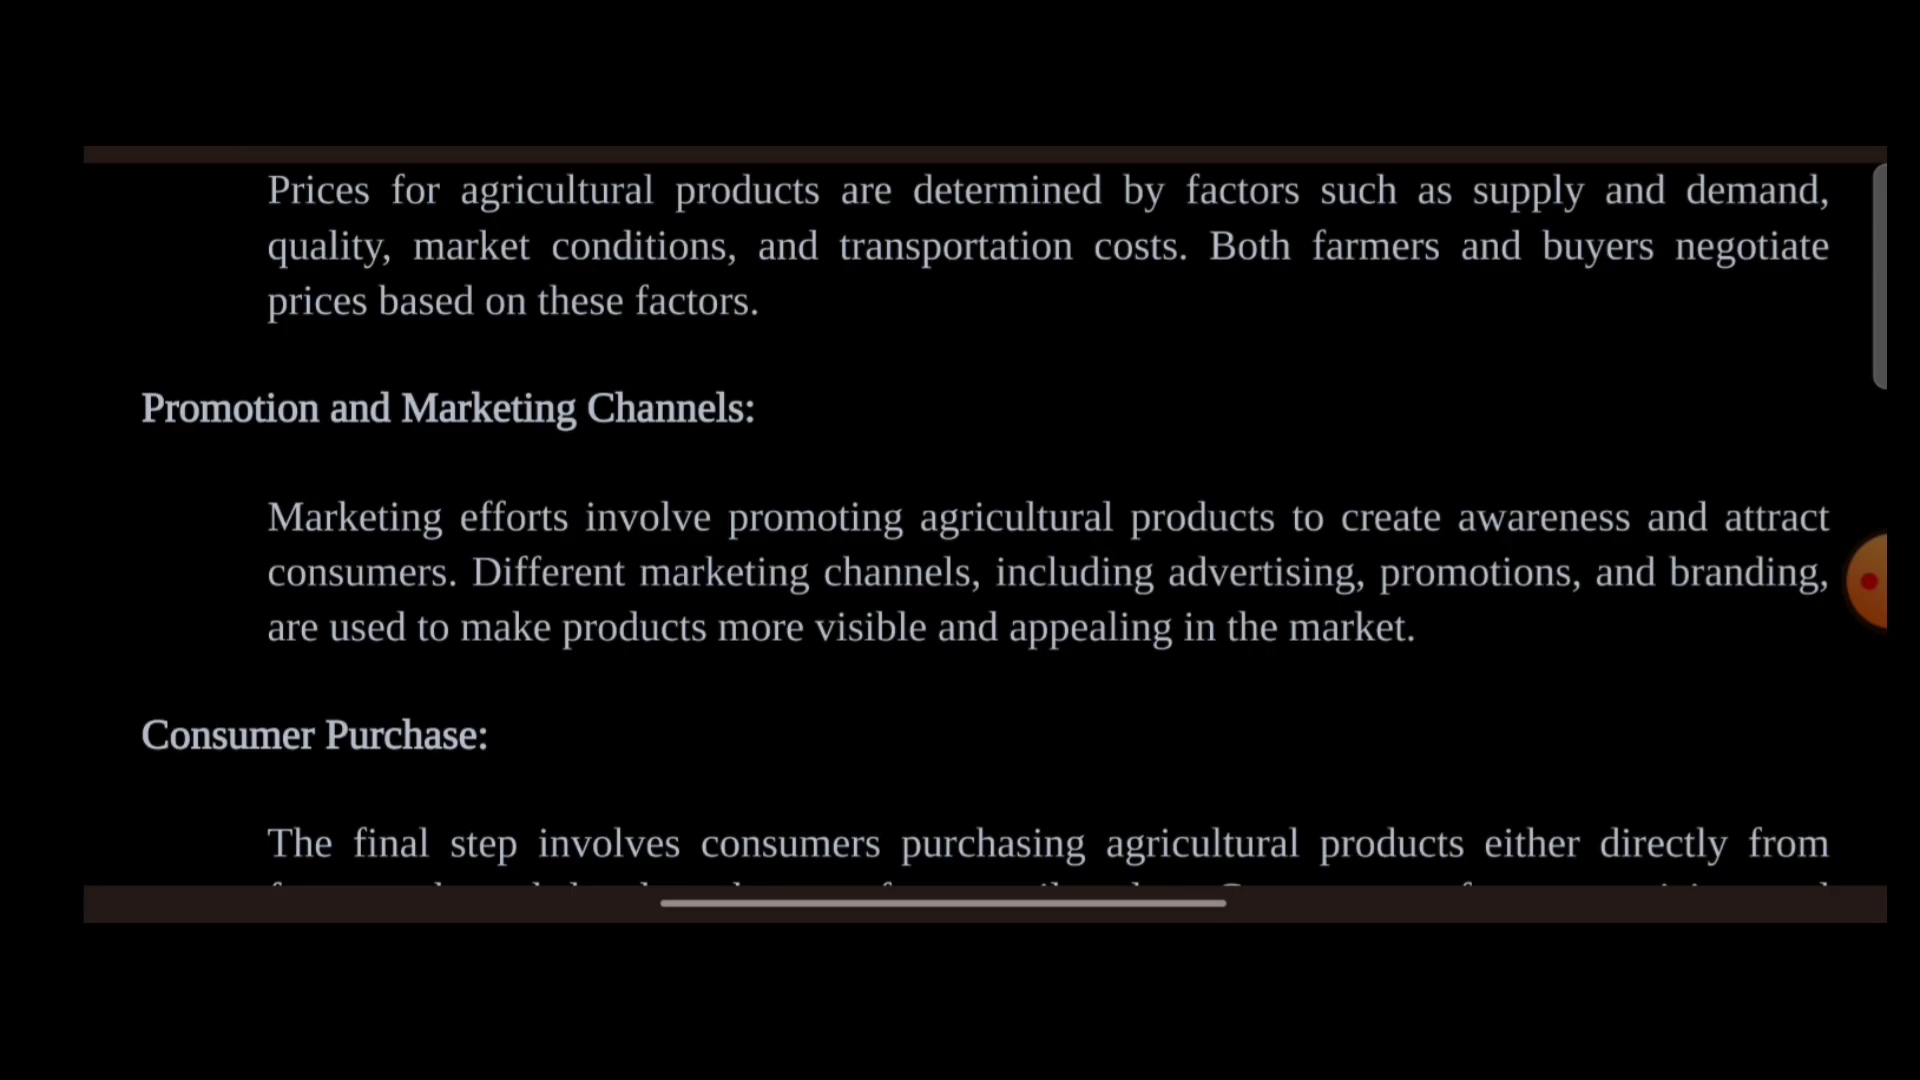 Prices for agricultural products are determined by factors such as supply and demand,
quality, market conditions, and transportation costs. Both farmers and buyers negotiate
prices based on these factors.
Promotion and Marketing Channels:
Marketing efforts involve promoting agricultural products to create awareness and attract
consumers. Different marketing channels, including advertising, promotions, and branding,
are used to make products more visible and appealing in the market.
Consumer Purchase:
The final step involves consumers purchasing agricultural products either directly from